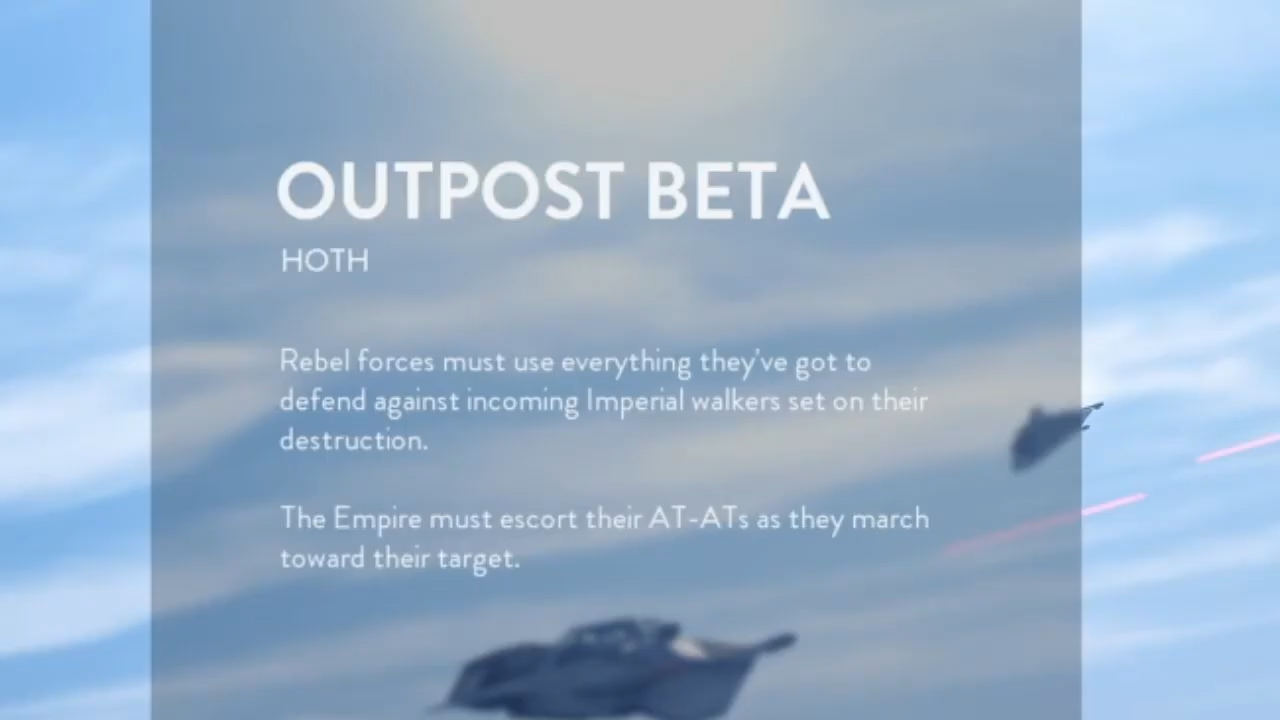 OUTPOST BETA
HOTH
Rebel forces must use everything they've got to
defend against incoming Imperial walkers set on their
destruction.
The Empire must escort their AT-ATs as they march
toward their target.